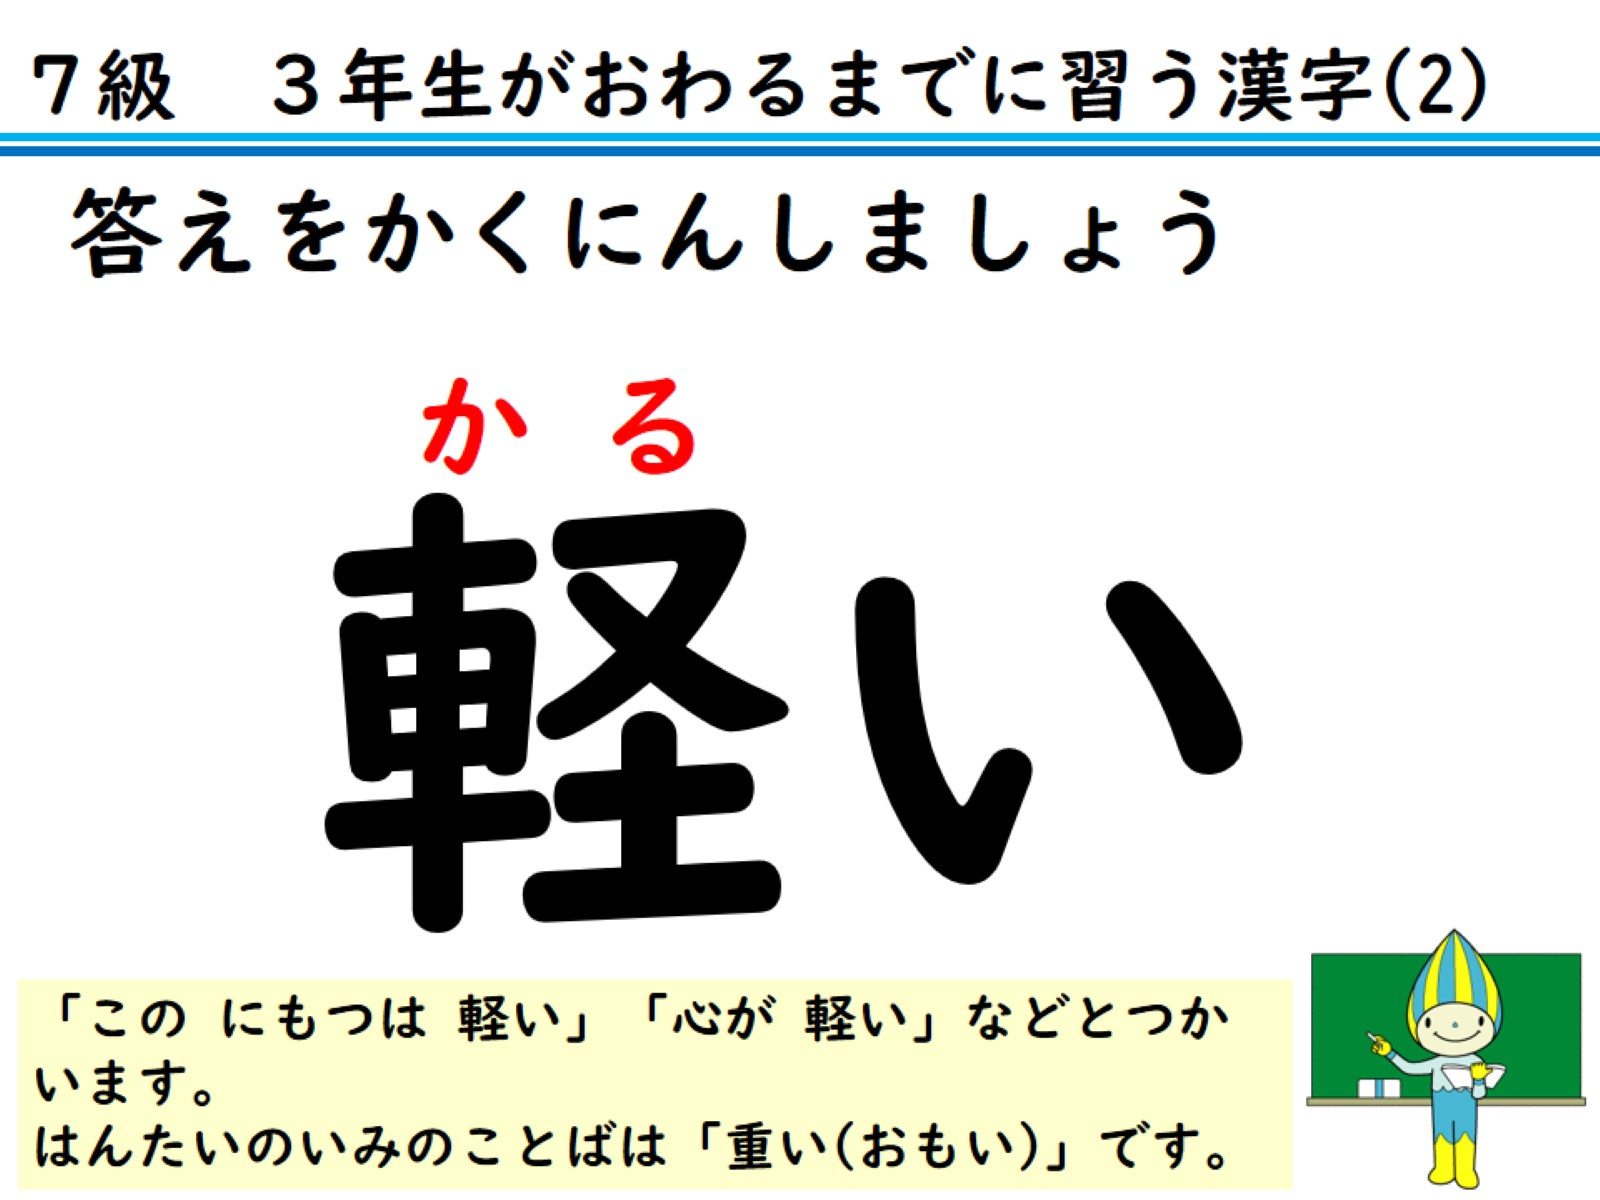 ７級　３年生がおわるまでに習う漢字(2)
答えをかくにんしましょう
かる
軽い
「この にもつは 軽い」「心が 軽い」などとつか
います。
はんたいのいみのことばは「重い(おもい)」です。